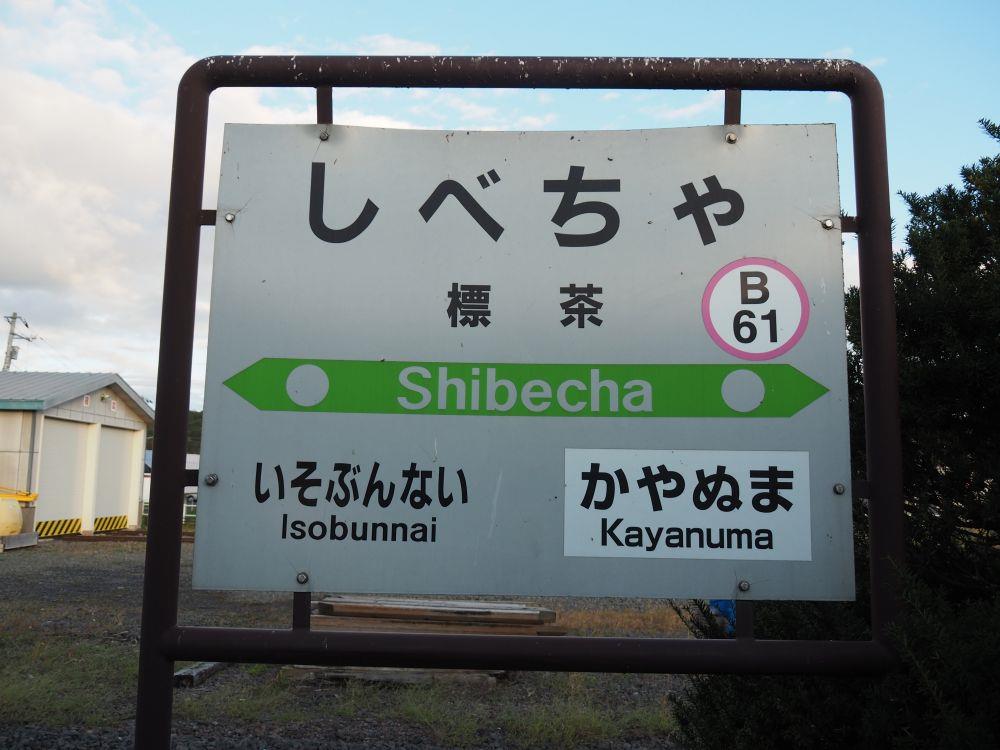 しべちゃ
標茶
B
61
Shibecha
いそぶんない
Isobunnai
かやぬま
Kayanuma